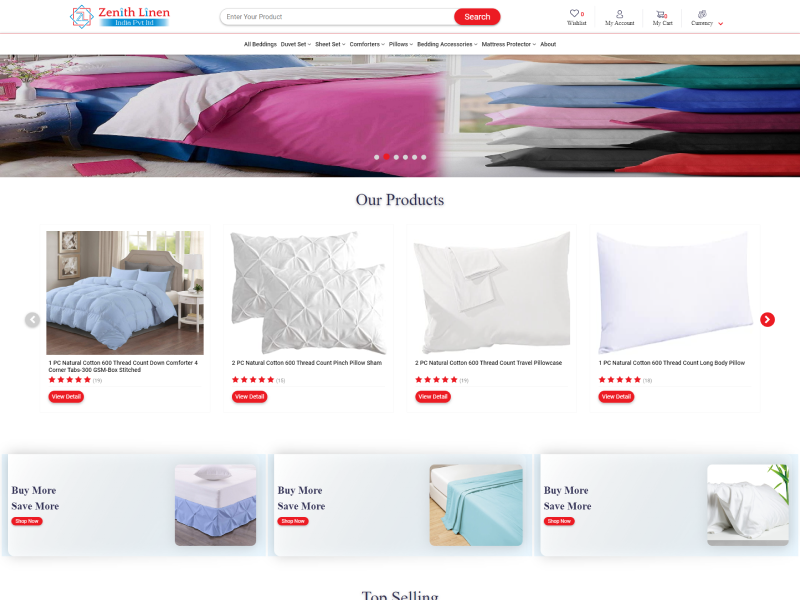 Zenith Linen
India Pvt ltd
Enter Your Product
Search
0
Wishlist
My Account
0
My Cart
Currency
All Beddings
Duvet Set
Sheet Set
Comforters
Pillows
Bedding Accessories
Mattress Protector
About
Our Products
1 PC Natural Cotton 600 Thread Count Down Comforter 4
Corner Tabs-300 GSM-Box Stitched
(19)
View Detail
2 PC Natural Cotton 600 Thread Count Pinch Pillow Sham
(15)
View Detail
2 PC Natural Cotton 600 Thread Count Travel Pillowcase
(19)
View Detail
1 PC Natural Cotton 600 Thread Count Long Body Pillow
(18)
View Detail
Buy More
Save More
Shop Now
Buy More
Save More
Shop Now
Buy More
Save More
Shop Now
Top Selling